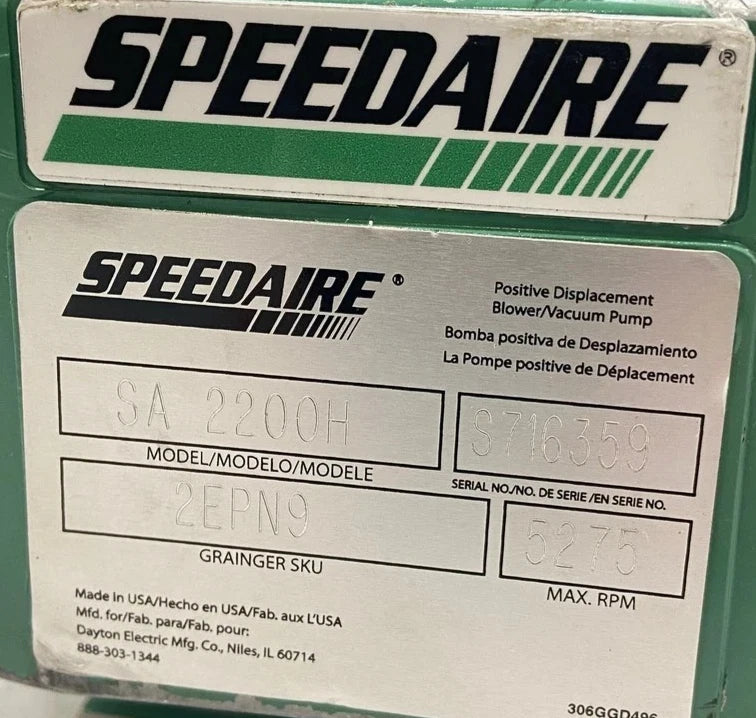 SPEEDAIRE®
SPEEDAIRE®
Positive Displacement
Blower/Vacuum Pump
Bomba positiva de Desplazamiento
La Pompe positive de Déplacement
SA 2200H
MODEL/MODELO/MODELE
S716359
SERIAL NO./NO. DE SERIE /EN SERIE NO.
2EPN9
GRAINGER SKU
5275
MAX. RPM
Made in USA/Hecho en USA/Fab. aux L'USA
Mfd. for/Fab. para/Fab. pour:
Dayton Electric Mfg. Co., Niles, IL 60714
888-303-1344